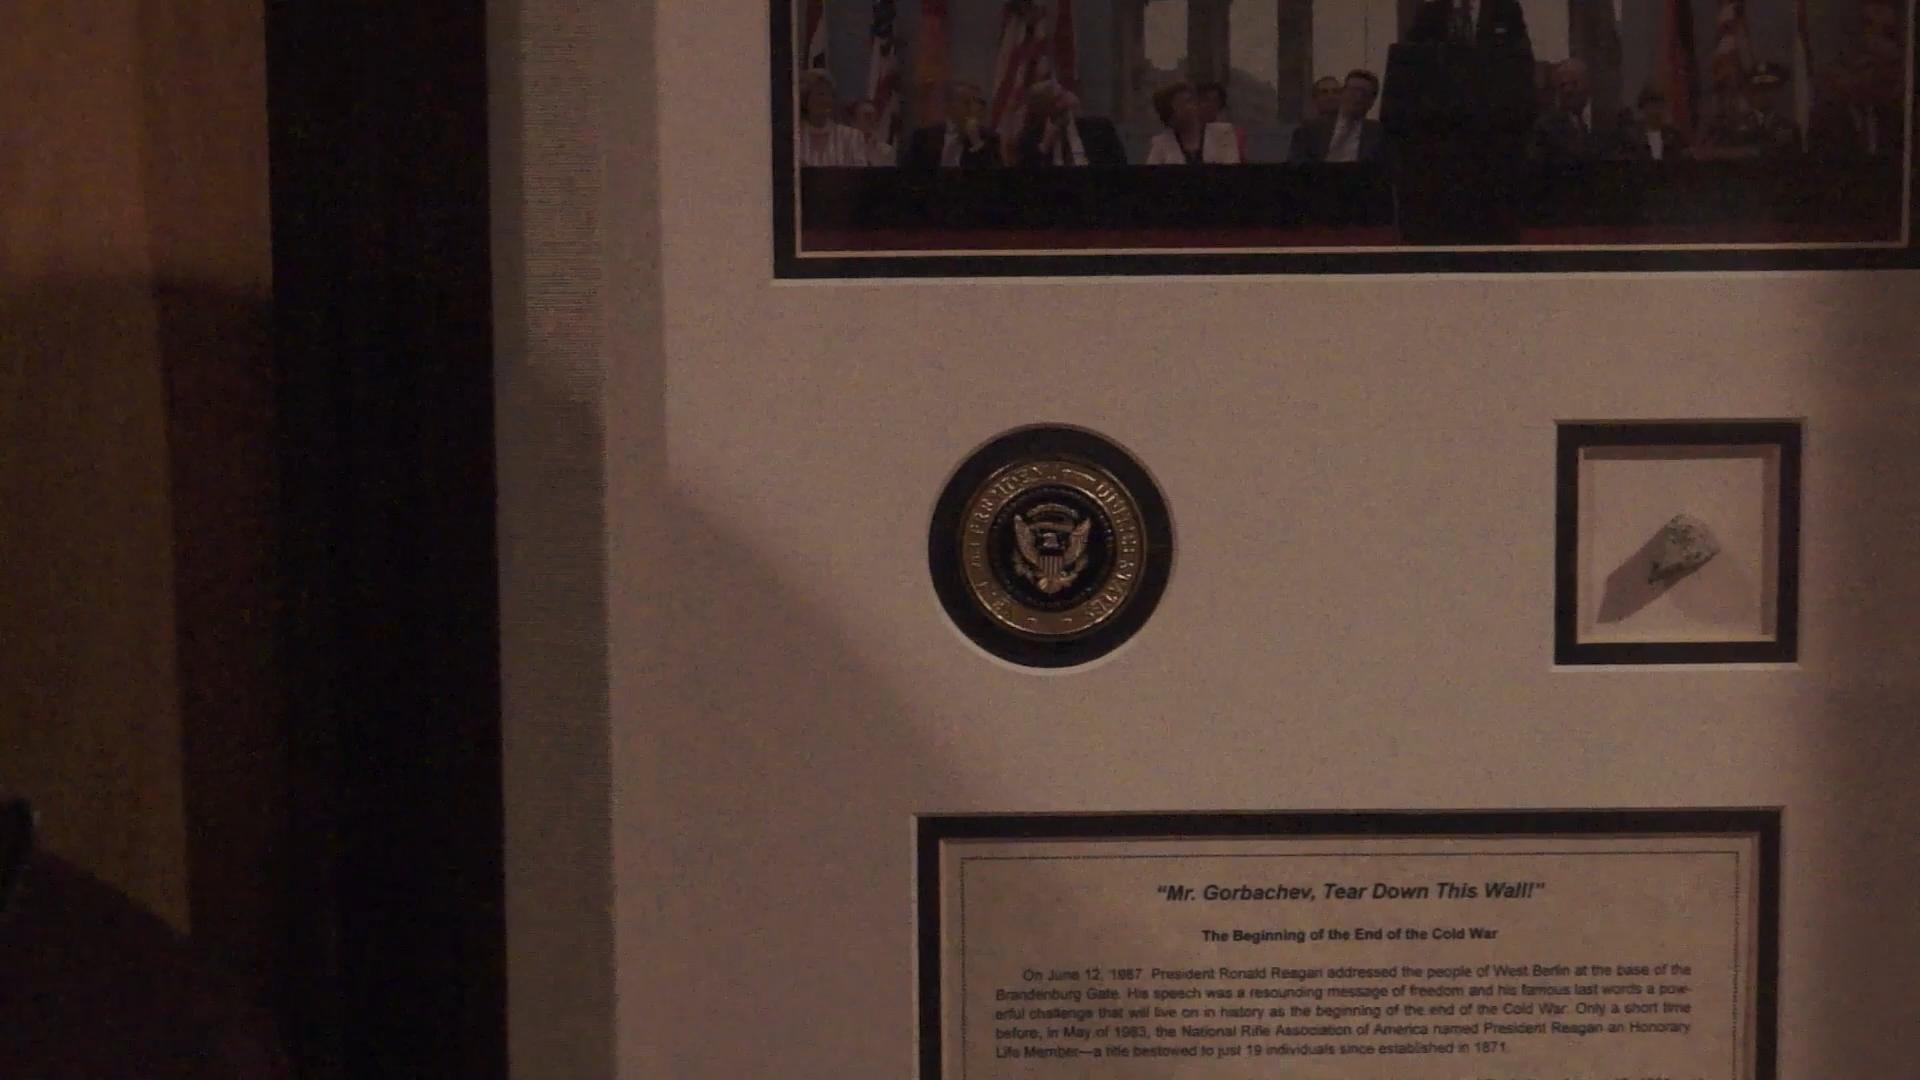 "Mr. Gorbachev, Tear Down This Wall!"
The Beginning of the End of the Cold War
On June 12, 1987, President Ronald Reagan addressed the people of West Berlin at the base of the
Brandenburg Gate. His speech was a resounding message of freedom and his famous last words a pow-
erful challenge that will live on in history as the beginning of the end of the Cold War. Only a short time
before, in May of 1983, the National Rifle Association of America named President Reagan an Honorary
Life Member—a title bestowed to just 19 individuals since established in 1871.